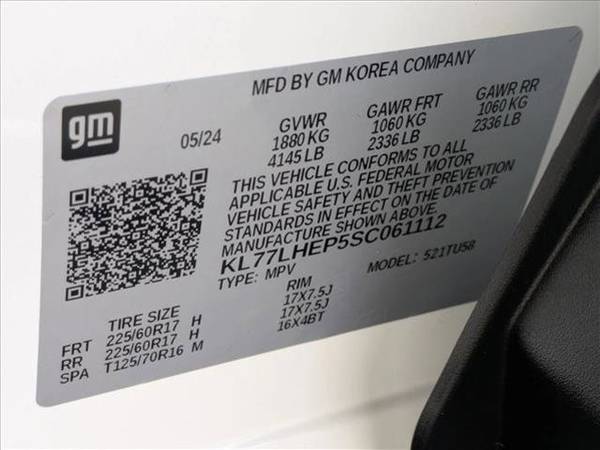 gm
MFD BY GM KOREA COMPANY
05/24
GVWR GAWR FRT GAWR RR
1880 KG 1060 KG 1060 KG
4145 LB 2336 LB 2336 LB
THIS VEHICLE CONFORMS TO ALL
APPLICABLE U.S. FEDERAL MOTOR
VEHICLE SAFETY AND THEFT PREVENTION
STANDARDS IN EFFECT ON THE DATE OF
MANUFACTURE SHOWN ABOVE.
KL77LHEP5SC061112
TYPE: MPV MODEL: 521TU58
TIRE SIZE RIM
FRT 225/60R17 H 17X7.5J
RR 225/60R17 H 17X7.5J
SPA T125/70R16 M 16X4BT